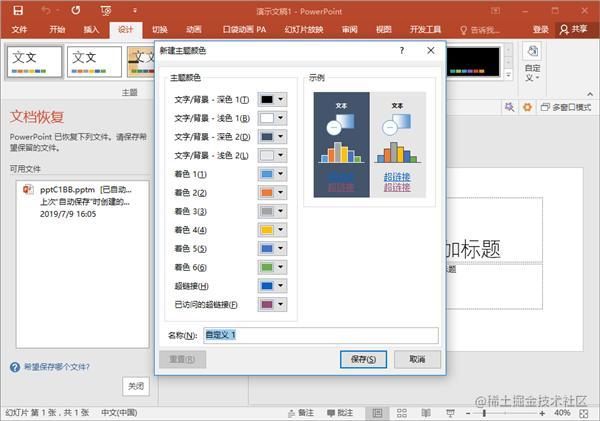 演示文稿1 - PowerPoint
文件 开始 插入 设计 切换 动画 口袋动画 PA 幻灯片放映 审阅 视图 开发工具 告诉我... 登录 共享
文文 文文
主题
自定义
文档恢复
PowerPoint 已恢复下列文件。请保存希望保留的文件。
可用文件
pptC1BB.pptm [已自动...
上次“自动保存”时创建的...
2019/7/9 16:05
希望保存哪个文件?
关闭
新建主题颜色
主题颜色
文字/背景 - 深色 1(T)
文字/背景 - 浅色 1(B)
文字/背景 - 深色 2(D)
文字/背景 - 浅色 2(L)
着色 1(1)
着色 2(2)
着色 3(3)
着色 4(4)
着色 5(5)
着色 6(6)
超链接(H)
已访问的超链接(F)
示例
文本 文本
超链接 超链接
超链接 超链接
名称(N): 自定义 1
重置(R) 保存(S) 取消
多窗口模式
加标题
标题
幻灯片 第 1 张，共 1 张 中文(中国) 备注 批注 40%
@稀土掘金技术社区